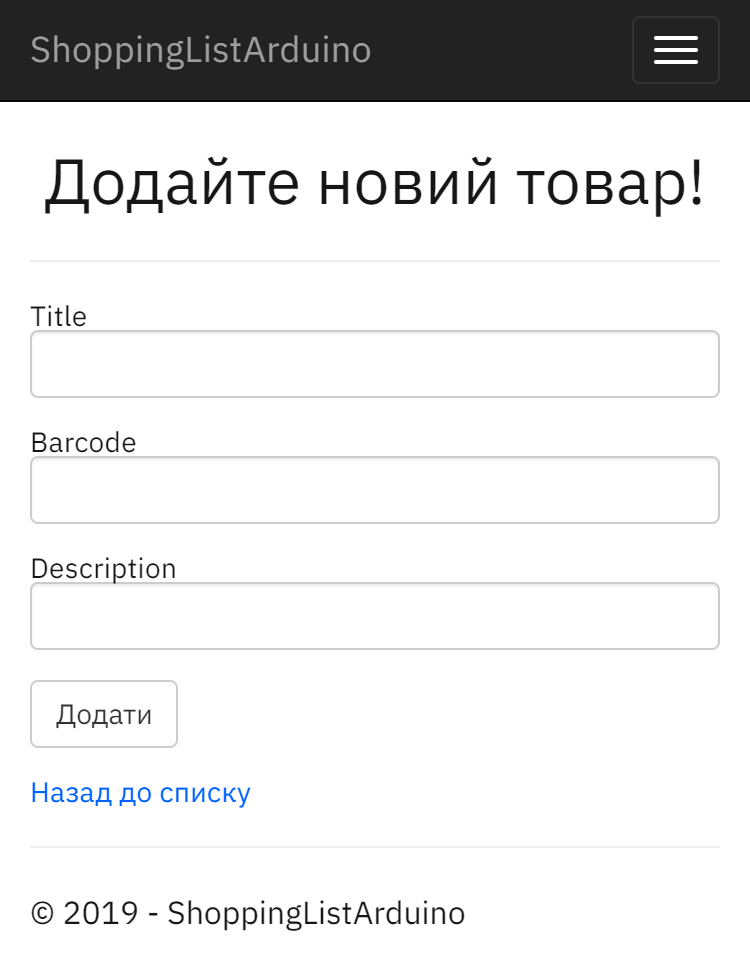 ShoppingListArduino
Додайте новий товар!
Title
Barcode
Description
Додати
Назад до списку
© 2019 - ShoppingListArduino